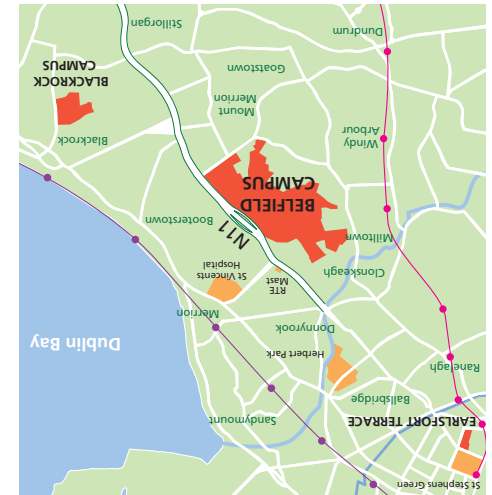 St Stephens Green
EARLSFORT TERRACE
Sandymount
Ballsbridge
Ranelagh
Herbert Park
Dublin Bay
Donnyrook
Merrion
RTE
Mast
St Vincents
Hospital
Clonskeagh
Milltown
N11
Booterstown
BELFIELD
CAMPUS
Windy
Arbour
Blackrock
Mount
Merrion
BLACKROCK
CAMPUS
Goatstown
Dundrum
Stillorgan